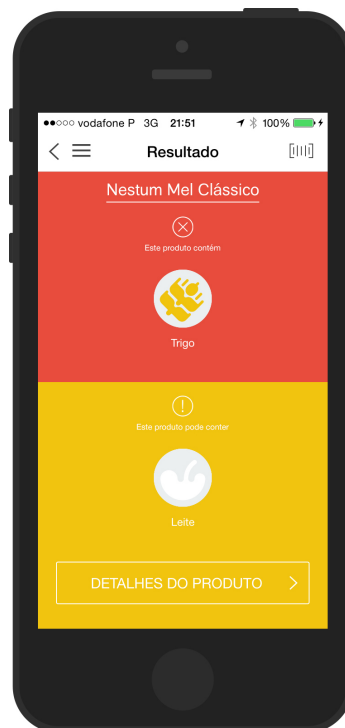 vodafone P 3G 21:51 100%
Resultado
Nestum Mel Clássico
Este produto contém
Trigo
Este produto pode conter
Leite
DETALHES DO PRODUTO